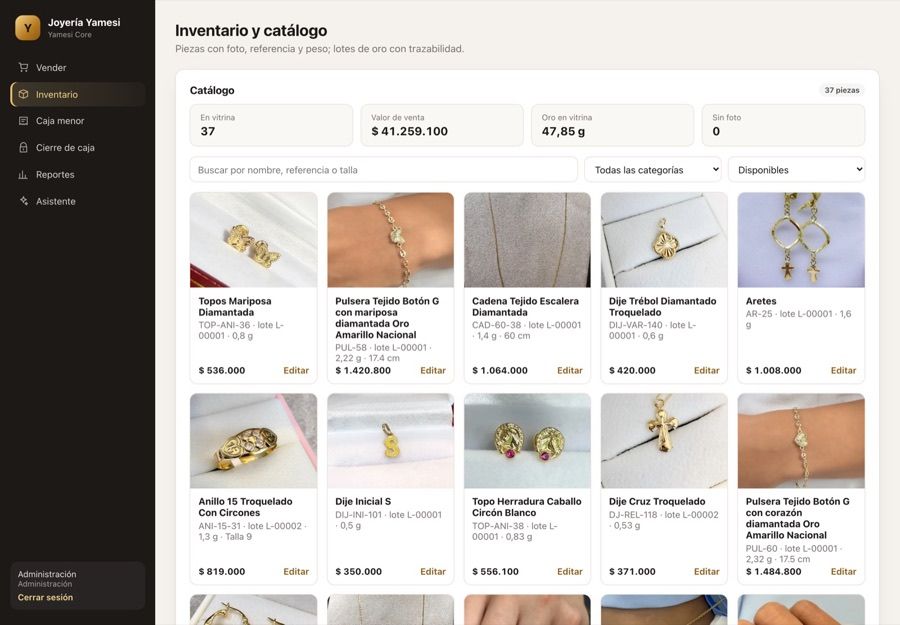 Y
Joyería Yamesi
Yamesi Core
Vender
Inventario
Caja menor
Cierre de caja
Reportes
Asistente
Administración
Administración
Cerrar sesión
Inventario y catálogo
Piezas con foto, referencia y peso; lotes de oro con trazabilidad.
Catálogo
37 piezas
En vitrina
37
Valor de venta
$ 41.259.100
Oro en vitrina
47,85 g
Sin foto
0
Buscar por nombre, referencia o talla
Todas las categorías
Disponibles
Topos Mariposa
Diamantada
TOP-ANI-36 · lote L-
00001 · 0,8 g
$ 536.000
Editar
Pulsera Tejido Botón G
con mariposa
diamantada Oro
Amarillo Nacional
PUL-58 · lote L-00001 ·
2,22 g · 17.4 cm
$ 1.420.800
Editar
Cadena Tejido Escalera
Diamantada
CAD-60-38 · lote L-00001
· 1,4 g · 60 cm
$ 1.064.000
Editar
Dije Trébol Diamantado
Troquelado
DIJ-VAR-140 · lote L-
00001 · 0,6 g
$ 420.000
Editar
Aretes
AR-25 · lote L-00001 · 1,6
g
$ 1.008.000
Editar
Anillo 15 Troquelado
Con Circones
ANI-15-31 · lote L-00002 ·
1,3 g · Talla 9
$ 819.000
Editar
Dije Inicial S
DIJ-INI-101 · lote L-00001
· 0,5 g
$ 350.000
Editar
Topo Herradura Caballo
Circón Blanco
TOP-ANI-38 · lote L-
00001 · 0,83 g
$ 556.100
Editar
Dije Cruz Troquelado
DJ-REL-118 · lote L-00002
· 0,53 g
$ 371.000
Editar
Pulsera Tejido Botón G
con corazón
diamantada Oro
Amarillo Nacional
PUL-60 · lote L-00001 ·
2,32 g · 17.5 cm
$ 1.484.800
Editar